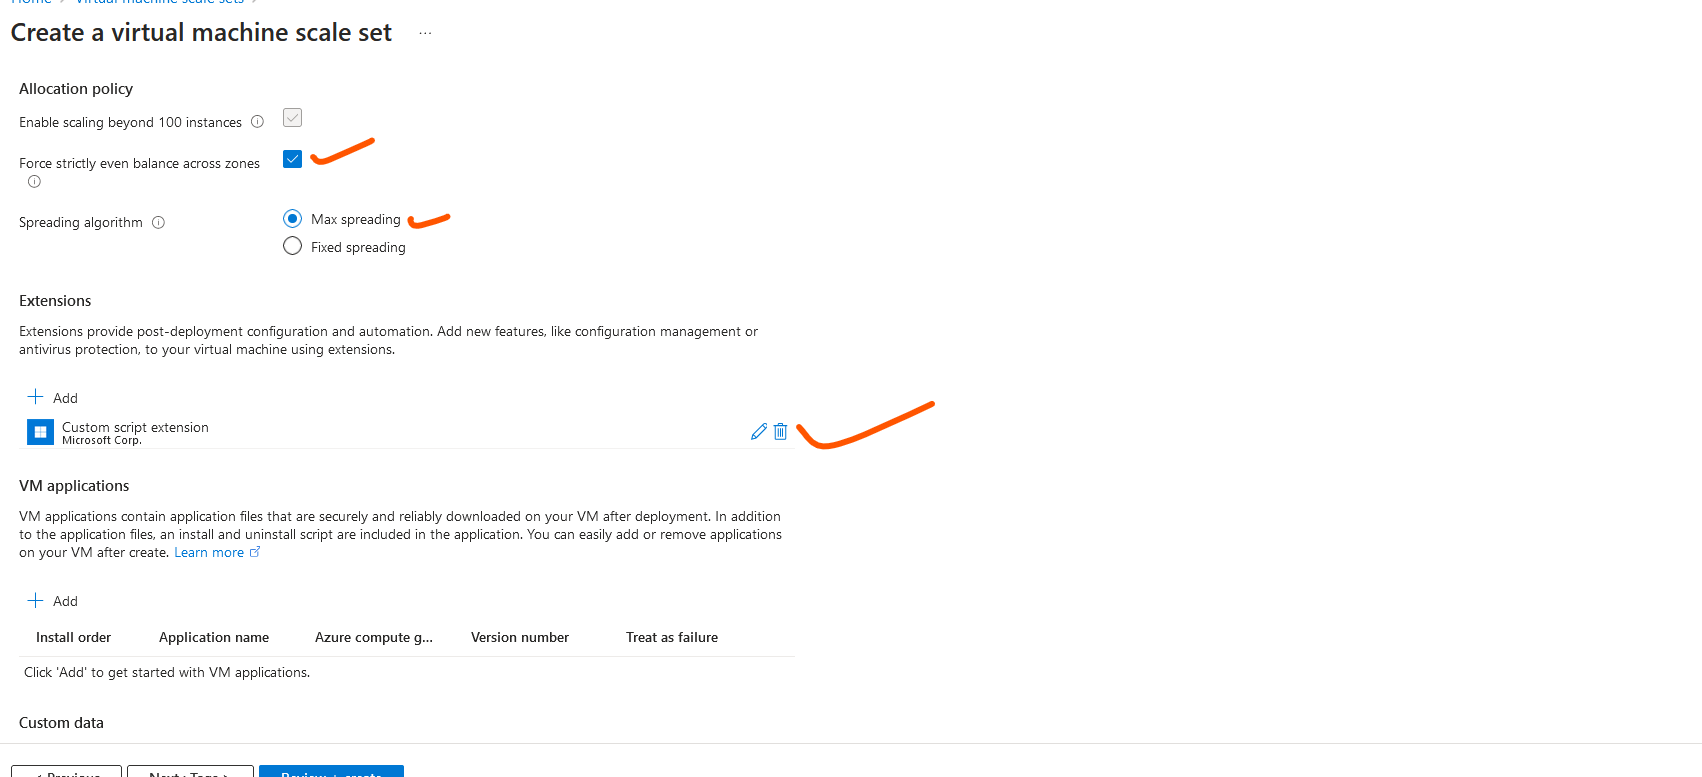 Home > Virtual machine scale sets >
Create a virtual machine scale set ...
Allocation policy
Enable scaling beyond 100 instances
Force strictly even balance across zones
Spreading algorithm
Max spreading
Fixed spreading
Extensions
Extensions provide post-deployment configuration and automation. Add new features, like configuration management or
antivirus protection, to your virtual machine using extensions.
Add
Custom script extension
Microsoft Corp.
VM applications
VM applications contain application files that are securely and reliably downloaded on your VM after deployment. In addition
to the application files, an install and uninstall script are included in the application. You can easily add or remove applications
on your VM after create. Learn more
Add
Install order Application name Azure compute g... Version number Treat as failure
Click 'Add' to get started with VM applications.
Custom data
< Previous Next : Tags > Review + create